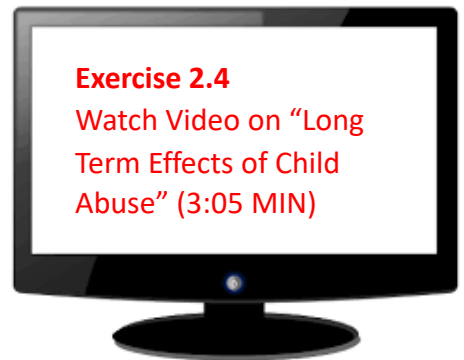 Exercise 2.4
Watch Video on “Long
Term Effects of Child
Abuse” (3:05 MIN)